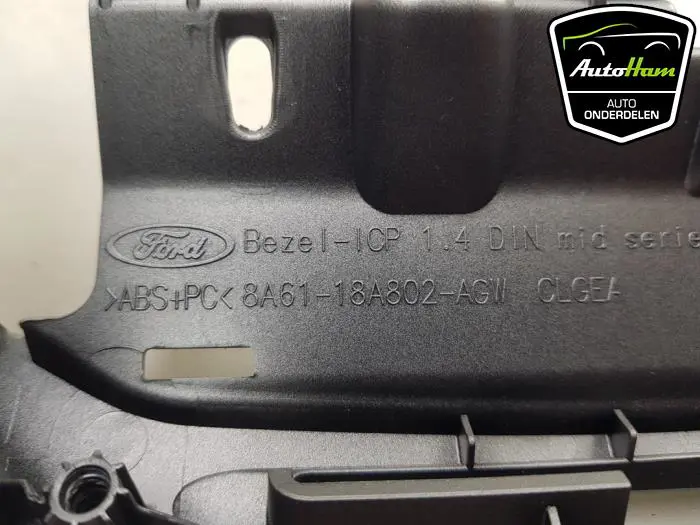 AutoHam
AUTO
ONDERDELEN
Ford Bezel-ICP 1.4 DIN mid serie
>ABS+PC< 8A61-18A802-AGW CLGEA